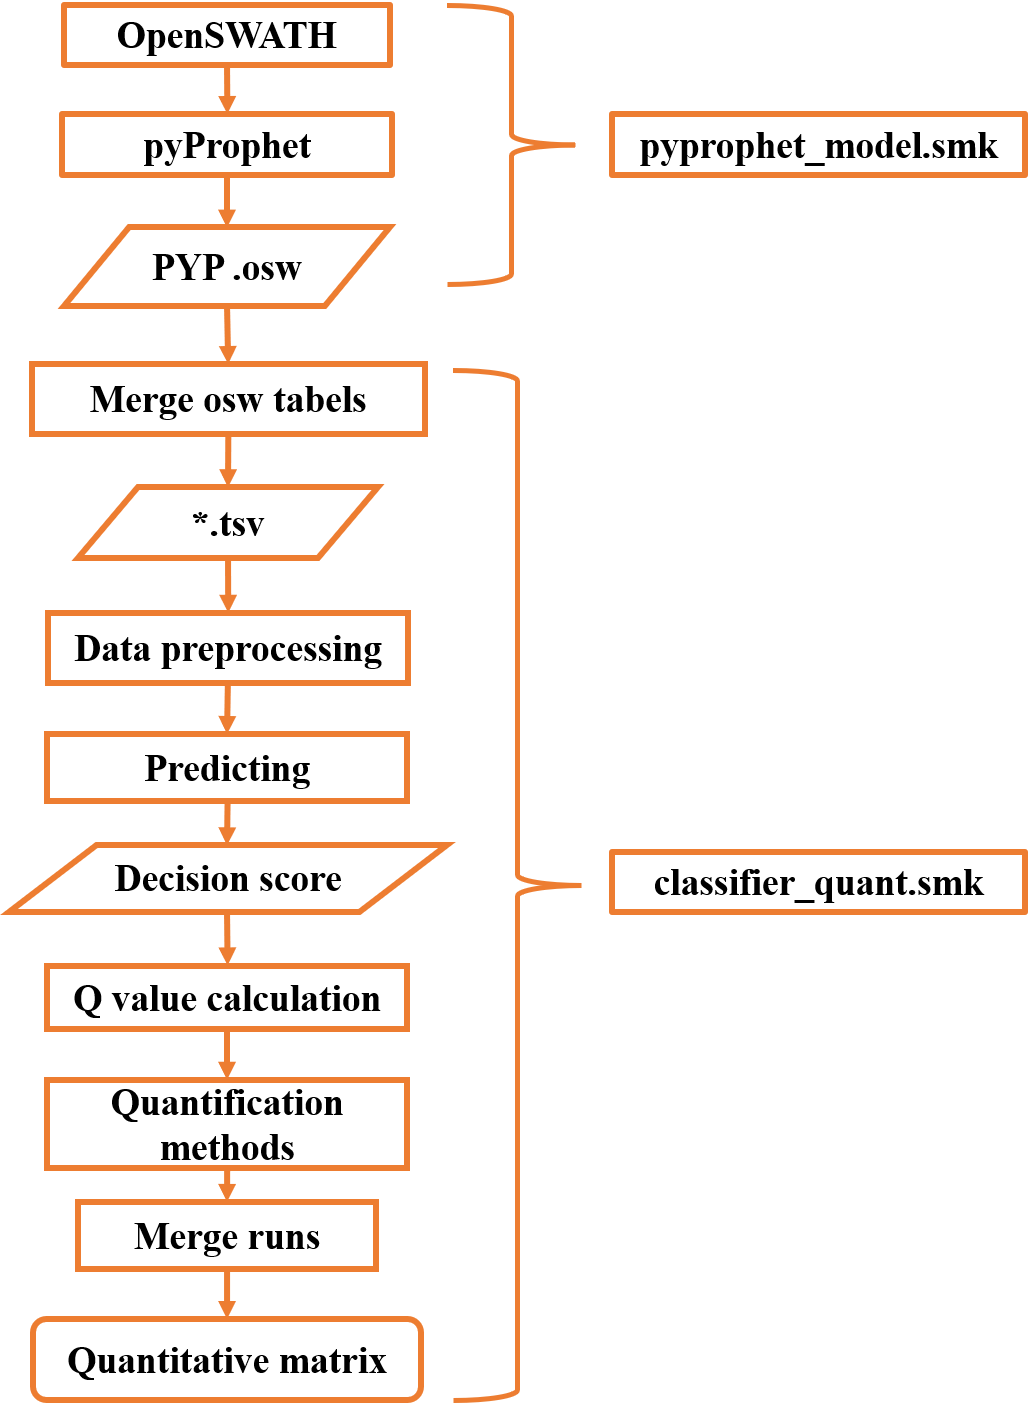 OpenSWATH
pyProphet
pyprophet_model.smk
PYP .osw
Merge osw tabels
*.tsv
Data preprocessing
Predicting
Decision score
classifier_quant.smk
Q value calculation
Quantification
methods
Merge runs
Quantitative matrix